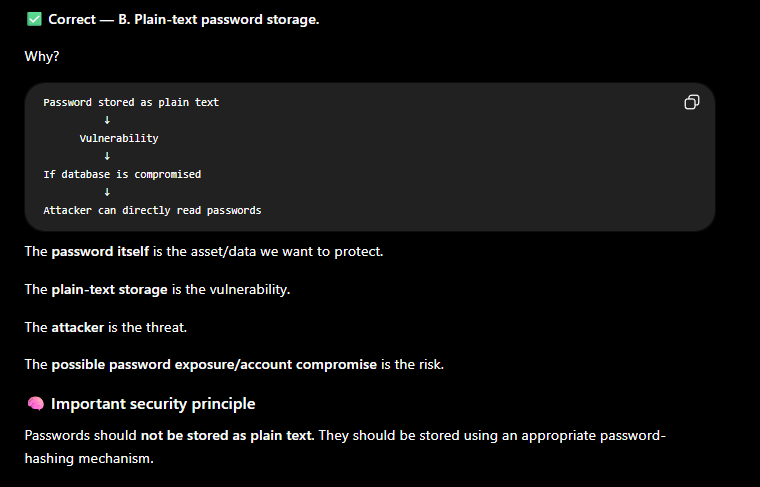 ✅ Correct — B. Plain-text password storage.
Why?
Password stored as plain text
↓
Vulnerability
↓
If database is compromised
↓
Attacker can directly read passwords
The password itself is the asset/data we want to protect.
The plain-text storage is the vulnerability.
The attacker is the threat.
The possible password exposure/account compromise is the risk.
🧠 Important security principle
Passwords should not be stored as plain text. They should be stored using an appropriate password-
hashing mechanism.